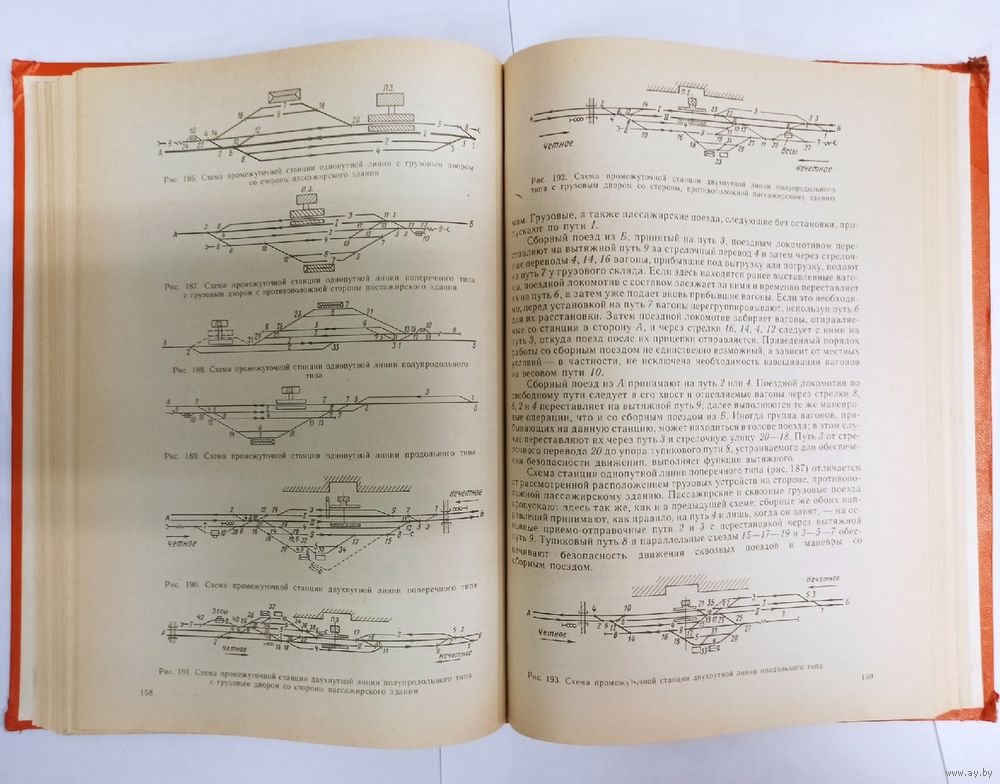 П.З.
Рис. 186. Схема промежуточной станции однопутной линии с грузовым двором
со стороны пассажирского здания
П.З.
Рис. 187. Схема промежуточной станции однопутной линии поперечного типа
с грузовым двором с противоположной стороны пассажирского здания
Рис. 188. Схема промежуточной станции однопутной линии полупродольного
типа
Рис. 189. Схема промежуточной станции однопутной линии продольного типа
Нечетное
Четное
Рис. 190. Схема промежуточной станции двухпутной линии поперечного типа
Весы
П.З.
Четное
Нечетное
Рис. 191. Схема промежуточной станции двухпутной линии полупродольного типа
с грузовым двором со стороны пассажирского здания
158
П.З.
Четное
Весы
Нечетное
Рис. 192. Схема промежуточной станции двухпутной линии полупродольного
типа с грузовым двором со стороны, противоположной пассажирскому зданию
мам. Грузовые, а также пассажирские поезда, следующие без остановки, про-
пускают по пути I.
Сборный поезд из Б, принятый на путь 3, поездным локомотивом пере-
ставляют на вытяжной путь 9 за стрелочный перевод 4 и затем через стрелоч-
ные переводы 4, 14, 16 вагоны, прибывшие под выгрузку или погрузку, подают
на путь 7 у грузового склада. Если здесь находятся ранее выставленные ваго-
ны, поездной локомотив с составом заезжает за ними и временно переставляет
их на путь 6, а затем уже подает вновь прибывшие вагоны. Если это необходи-
мо, перед установкой на путь 7 вагоны перегруппировывают, используя путь 6
для их расстановки. Затем поездной локомотив забирает вагоны, отправляе-
мые со станции в сторону А, и через стрелки 16, 14, 4, 12 следует с ними на
путь 3, откуда поезд после их прицепки отправляется. Приведенный порядок
работы со сборным поездом не единственно возможный, а зависит от местных
условий — в частности, не исключена необходимость взвешивания вагонов
на весовом пути 10.
Сборный поезд из А принимают на путь 2 или 4. Поездной локомотив по
свободному пути следует в его хвост и отцепляемые вагоны через стрелки 8,
6, 2 и 4 переставляет на вытяжной путь 9; далее выполняются те же маневро-
вые операции, что и со сборным поездом из Б. Иногда группа вагонов, при-
бывающих на данную станцию, может находиться в голове поезда; в этом слу-
чае переставляют их через путь 3 и стрелочную улицу 20—18. Путь 3 от стре-
лочного перевода 20 до упора тупикового пути 8, устраиваемого для обеспече-
ния безопасности движения, выполняет функции вытяжного.
Схема станции однопутной линии поперечного типа (рис. 187) отличается
от рассмотренной расположением грузовых устройств на стороне, противопо-
ложной пассажирскому зданию. Пассажирские и сквозные грузовые поезда
пропускают здесь так же, как и в предыдущей схеме; сборные же обоих нап-
равлений принимают, как правило, на путь 4 и лишь, когда он занят, — на ос-
новные приемо-отправочные пути 2 и 3 с перестановкой через вытяжной
путь 9. Тупиковый путь 8 и параллельные съезды 15—17—19 и 3—5—7 обес-
печивают безопасность движения сквозных поездов и маневры со
сборным поездом.
Нечетное
Четное
Рис. 193. Схема промежуточной станции двухпутной линии продольного типа
159
www.ay.by